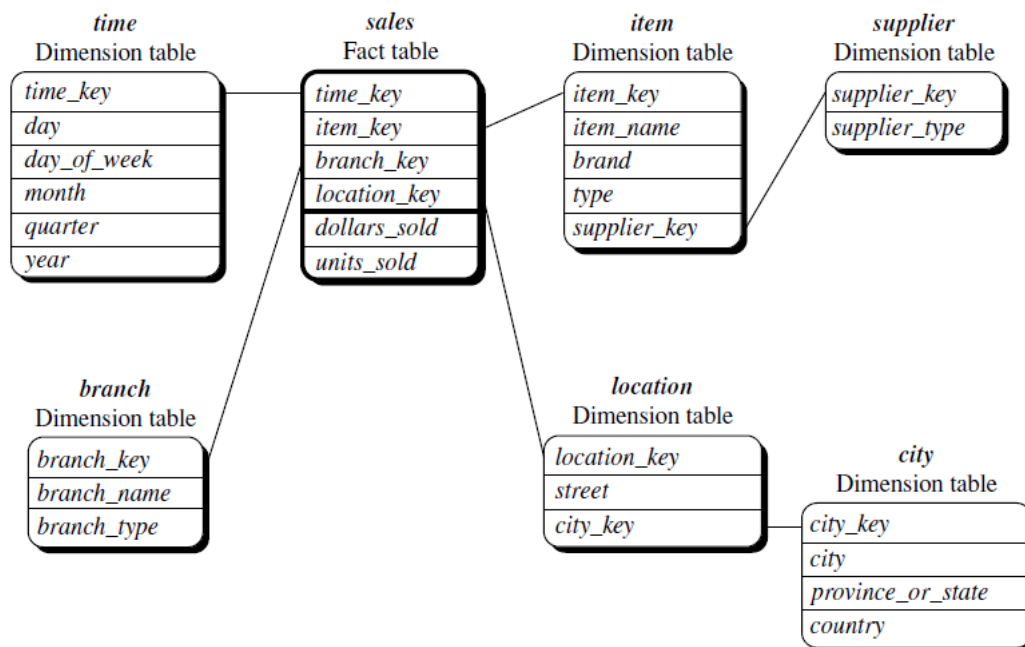 time
Dimension table
time_key
day
day_of_week
month
quarter
year
sales
Fact table
time_key
item_key
branch_key
location_key
dollars_sold
units_sold
item
Dimension table
item_key
item_name
brand
type
supplier_key
supplier
Dimension table
supplier_key
supplier_type
branch
Dimension table
branch_key
branch_name
branch_type
location
Dimension table
location_key
street
city_key
city
Dimension table
city_key
city
province_or_state
country